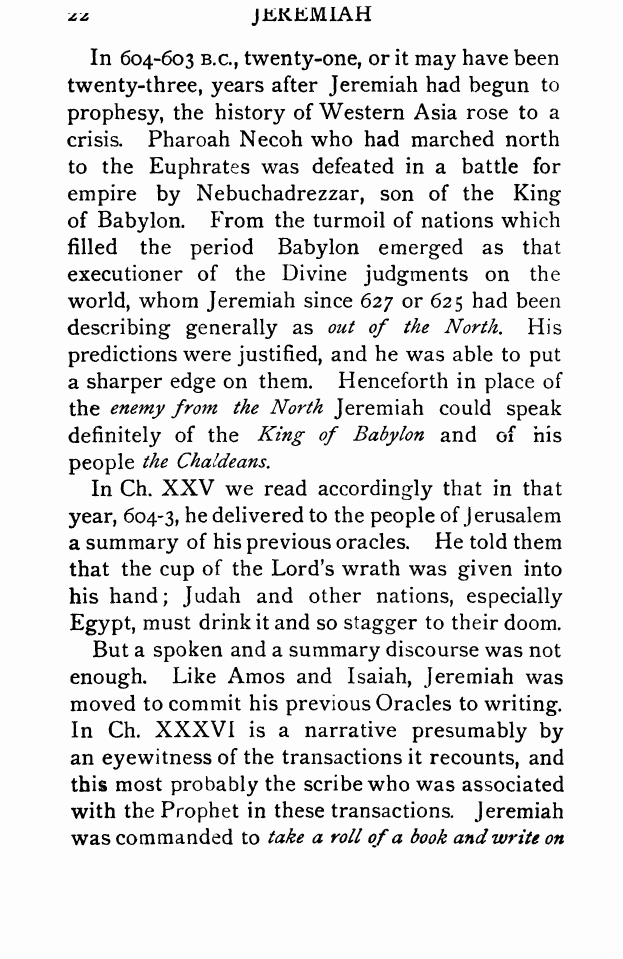 22 JEREMIAH
In 604-603 B.C., twenty-one, or it may have been
twenty-three, years after Jeremiah had begun to
prophesy, the history of Western Asia rose to a
crisis. Pharoah Necoh who had marched north
to the Euphrates was defeated in a battle for
empire by Nebuchadrezzar, son of the King
of Babylon. From the turmoil of nations which
filled the period Babylon emerged as that
executioner of the Divine judgments on the
world, whom Jeremiah since 627 or 625 had been
describing generally as out of the North. His
predictions were justified, and he was able to put
a sharper edge on them. Henceforth in place of
the enemy from the North Jeremiah could speak
definitely of the King of Babylon and of his
people the Chaldeans.
In Ch. XXV we read accordingly that in that
year, 604-3, he delivered to the people of Jerusalem
a summary of his previous oracles. He told them
that the cup of the Lord's wrath was given into
his hand; Judah and other nations, especially
Egypt, must drink it and so stagger to their doom.
But a spoken and a summary discourse was not
enough. Like Amos and Isaiah, Jeremiah was
moved to commit his previous Oracles to writing.
In Ch. XXXVI is a narrative presumably by
an eyewitness of the transactions it recounts, and
this most probably the scribe who was associated
with the Prophet in these transactions. Jeremiah
was commanded to take a roll of a book and write on